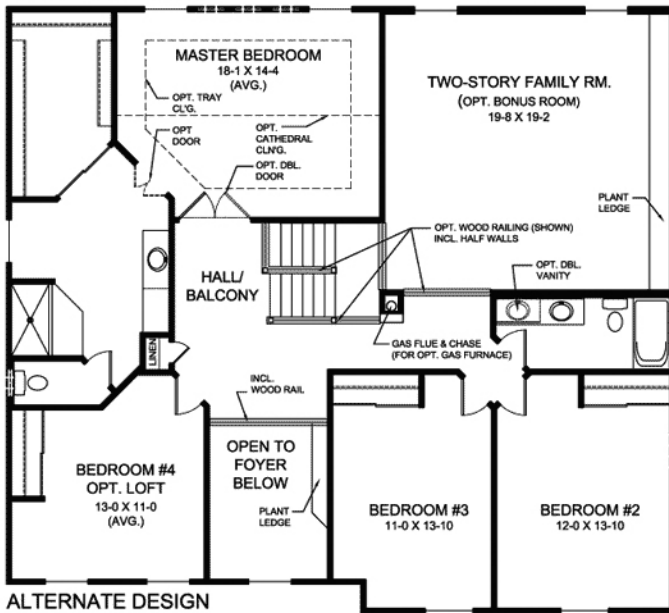 MASTER BEDROOM
18-1 X 14-4
(AVG.)
OPT. TRAY
CL'G.
OPT
DOOR
OPT.
CATHEDRAL
CLN'G.
OPT. DBL.
DOOR
TWO-STORY FAMILY RM.
(OPT. BONUS ROOM)
19-8 X 19-2
PLANT
LEDGE
OPT. WOOD RAILING (SHOWN)
INCL. HALF WALLS
HALL/
BALCONY
OPT. DBL.
VANITY
GAS FLUE & CHASE
(FOR OPT. GAS FURNACE)
LINEN
INCL.
WOOD RAIL
BEDROOM #4
OPT. LOFT
13-0 X 11-0
(AVG.)
OPEN TO
FOYER
BELOW
PLANT
LEDGE
BEDROOM #3
11-0 X 13-10
BEDROOM #2
12-0 X 13-10
ALTERNATE DESIGN